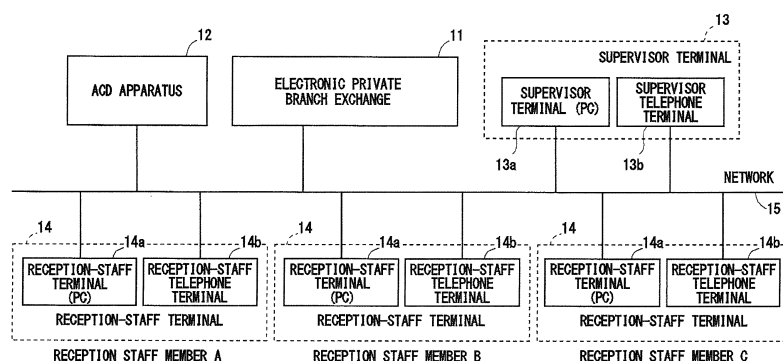 12
11
13
ACD APPARATUS
ELECTRONIC PRIVATE
BRANCH EXCHANGE
SUPERVISOR TERMINAL
SUPERVISOR
TERMINAL (PC)
SUPERVISOR
TELEPHONE
TERMINAL
13a
13b
NETWORK
15
14
14a
14b
RECEPTION-STAFF
TERMINAL
(PC)
RECEPTION-STAFF
TELEPHONE
TERMINAL
RECEPTION-STAFF TERMINAL
RECEPTION STAFF MEMBER A
14
14a
14b
RECEPTION-STAFF
TERMINAL
(PC)
RECEPTION-STAFF
TELEPHONE
TERMINAL
RECEPTION-STAFF TERMINAL
RECEPTION STAFF MEMBER B
14
14a
14b
RECEPTION-STAFF
TERMINAL
(PC)
RECEPTION-STAFF
TELEPHONE
TERMINAL
RECEPTION-STAFF TERMINAL
RECEPTION STAFF MEMBER C